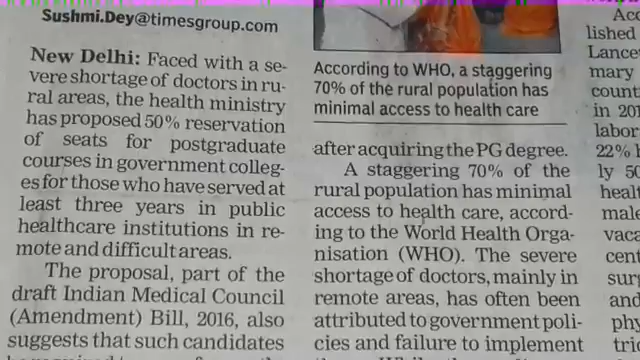 Sushmi.Dey@timesgroup.com
New Delhi: Faced with a se-
vere shortage of doctors in ru-
ral areas, the health ministry
has proposed 50% reservation
of seats for postgraduate
courses in government colleg-
es for those who have served at
least three years in public
healthcare institutions in re-
mote and difficult areas.
The proposal, part of the
draft Indian Medical Council
(Amendment) Bill, 2016, also
suggests that such candidates
According to WHO, a staggering
70% of the rural population has
minimal access to health care
after acquiring the PG degree.
A staggering 70% of the
rural population has minimal
access to health care, accord-
ing to the World Health Orga-
nisation (WHO). The severe
shortage of doctors, mainly in
remote areas, has often been
attributed to government poli-
cies and failure to implement
lished
Lance
mary
count
in 201
labor
22%
ly 50
healt
male
vaca
cent
surg
and
phy